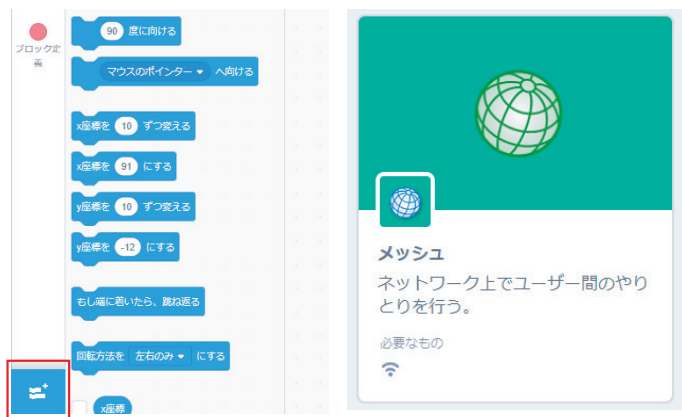 ブロック定
義
90 度に向ける
マウスのポインター へ向ける
x座標を 10 ずつ変える
x座標を 91 にする
y座標を 10 ずつ変える
y座標を -12 にする
もし端に着いたら、跳ね返る
回転方法を 左右のみ にする
x座標
メッシュ
ネットワーク上でユーザー間のやり
とりを行う。
必要なもの